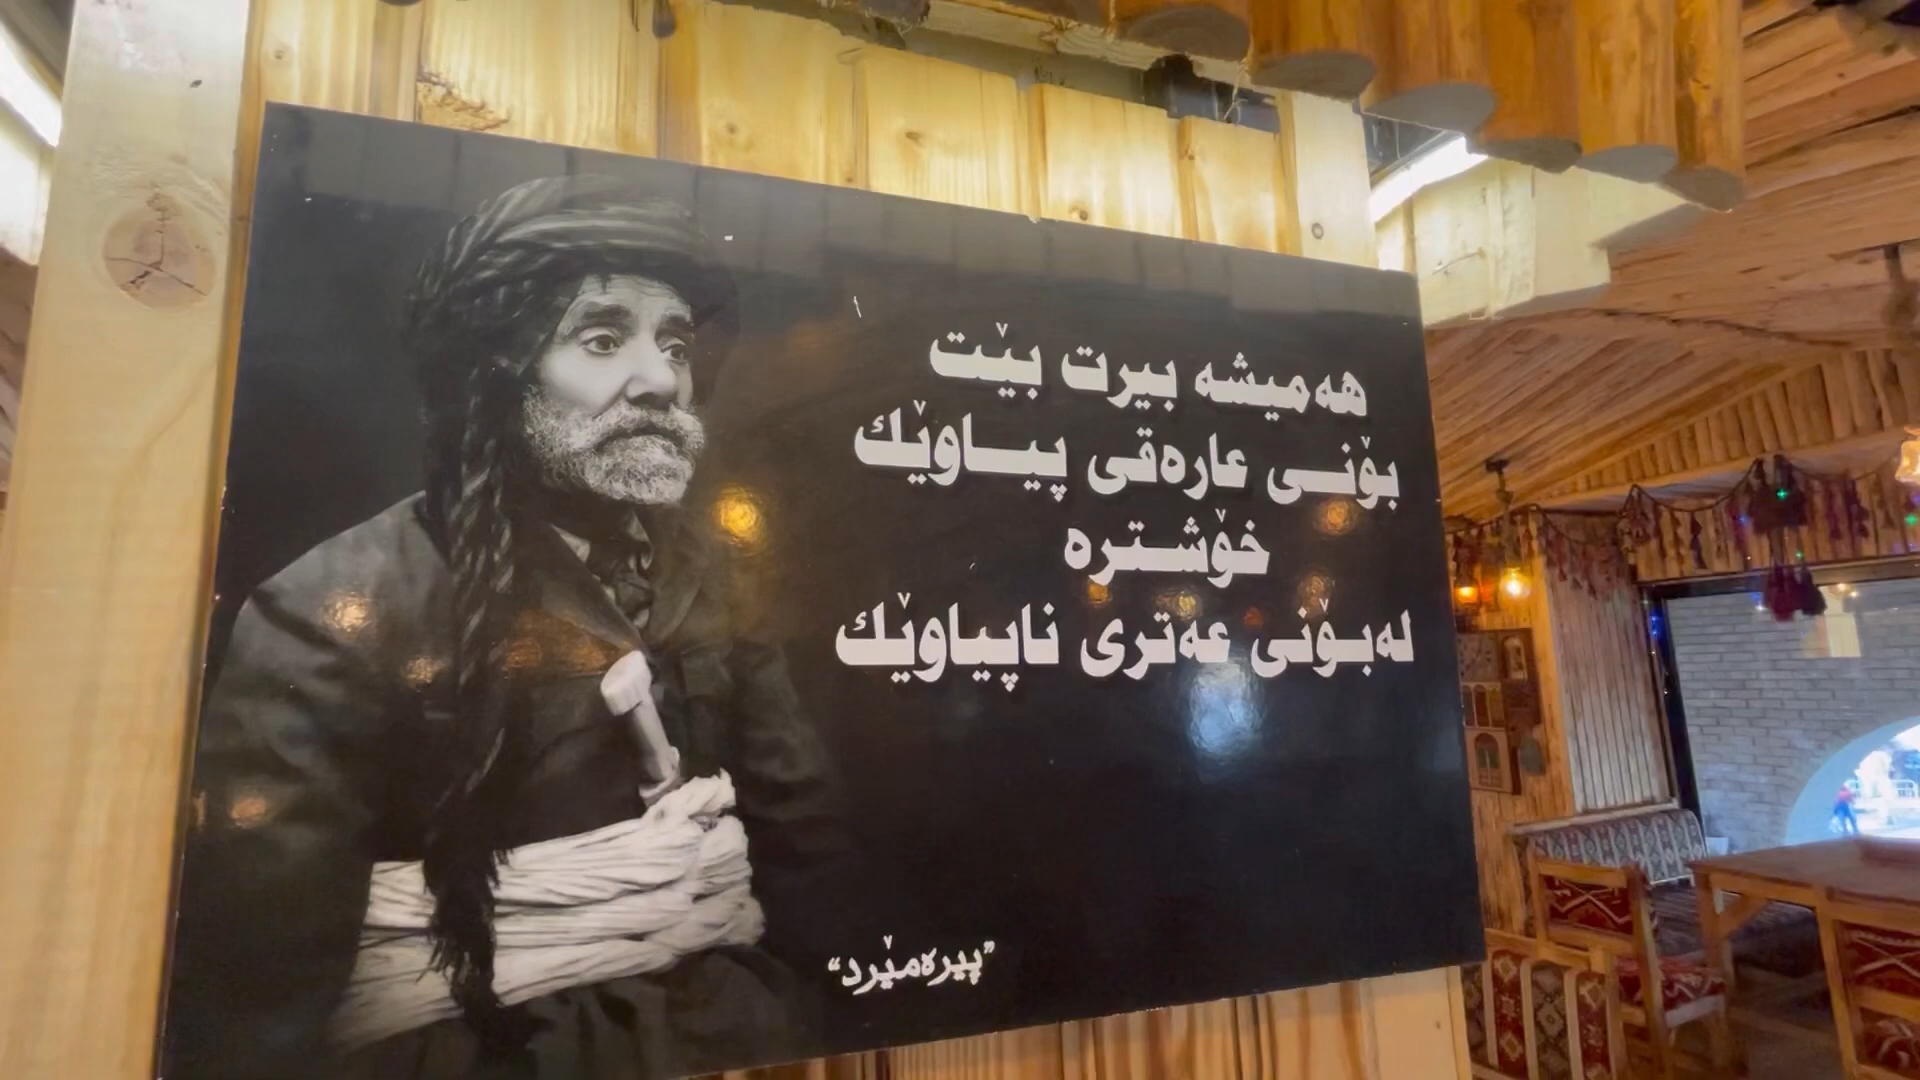 هەمیشە بیرت بێت
بۆنی عارەقی پیاوێك
خۆشترە
لەبۆنی عەتری ناپیاوێك
”پیرەمێرد“